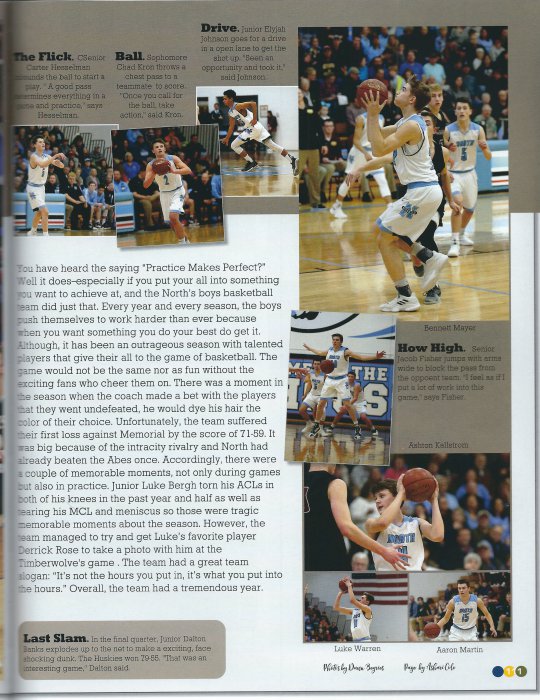 Drive. Junior Elyjah
Johnson goes for a drive
in a open lane to get the
shot up. "Seen an
opportunity and took it,"
said Johnson.
The Flick. CSenior
Carter Hesselman
inbounds the ball to start a
play. " A good pass
determines everything in a
game and practice," says
Hesselman.
Ball. Sophomore
Chad Kron throws a
chest pass to a
teammate to score.
"Once you call for
the ball, take
action," said Kron.
Bennett Mayer
You have heard the saying "Practice Makes Perfect?"
Well it does–especially if you put your all into something
you want to achieve at, and the North's boys basketball
team did just that. Every year and every season, the boys
push themselves to work harder than ever because
when you want something you do your best do get it.
Although, it has been an outrageous season with talented
players that give their all to the game of basketball. The
game would not be the same nor as fun without the
exciting fans who cheer them on. There was a moment in
the season when the coach made a bet with the players
that they went undefeated, he would dye his hair the
color of their choice. Unfortunately, the team suffered
their first loss against Memorial by the score of 71-59. It
was big because of the intracity rivalry and North had
already beaten the Abes once. Accordingly, there were
a couple of memorable moments, not only during games
but also in practice. Junior Luke Bergh torn his ACLs in
both of his knees in the past year and half as well as
tearing his MCL and meniscus so those were tragic
memorable moments about the season. However, the
team managed to try and get Luke's favorite player
Derrick Rose to take a photo with him at the
Timberwolve's game . The team had a great team
slogan: "It's not the hours you put in, it's what you put into
the hours." Overall, the team had a tremendous year.
How High. Senior
Jacob Fisher jumps with arms
wide to block the pass from
the opponent team. "I feel as if I
put a lot of work into this
game," says Fisher.
THE
Ashton Kallstrom
NORTH
Luke Warren
Aaron Martin
Last Slam. In the final quarter, Junior Dalton
Banks explodes up to the net to make a exciting, face
shocking dunk. The Huskies won 79-55. "That was an
interesting game," Dalton said.
Photos by
Page by